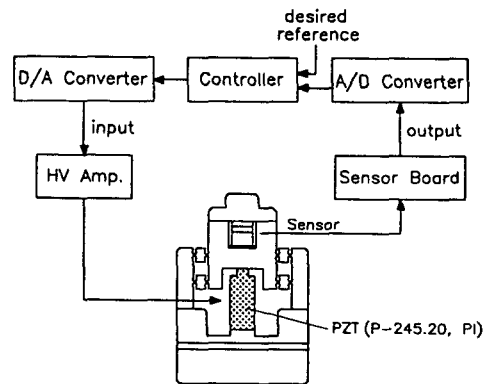 desired
reference
D/A Converter
Controller
A/D Converter
input
output
HV Amp.
Sensor Board
Sensor
PZT (P-245.20, PI)